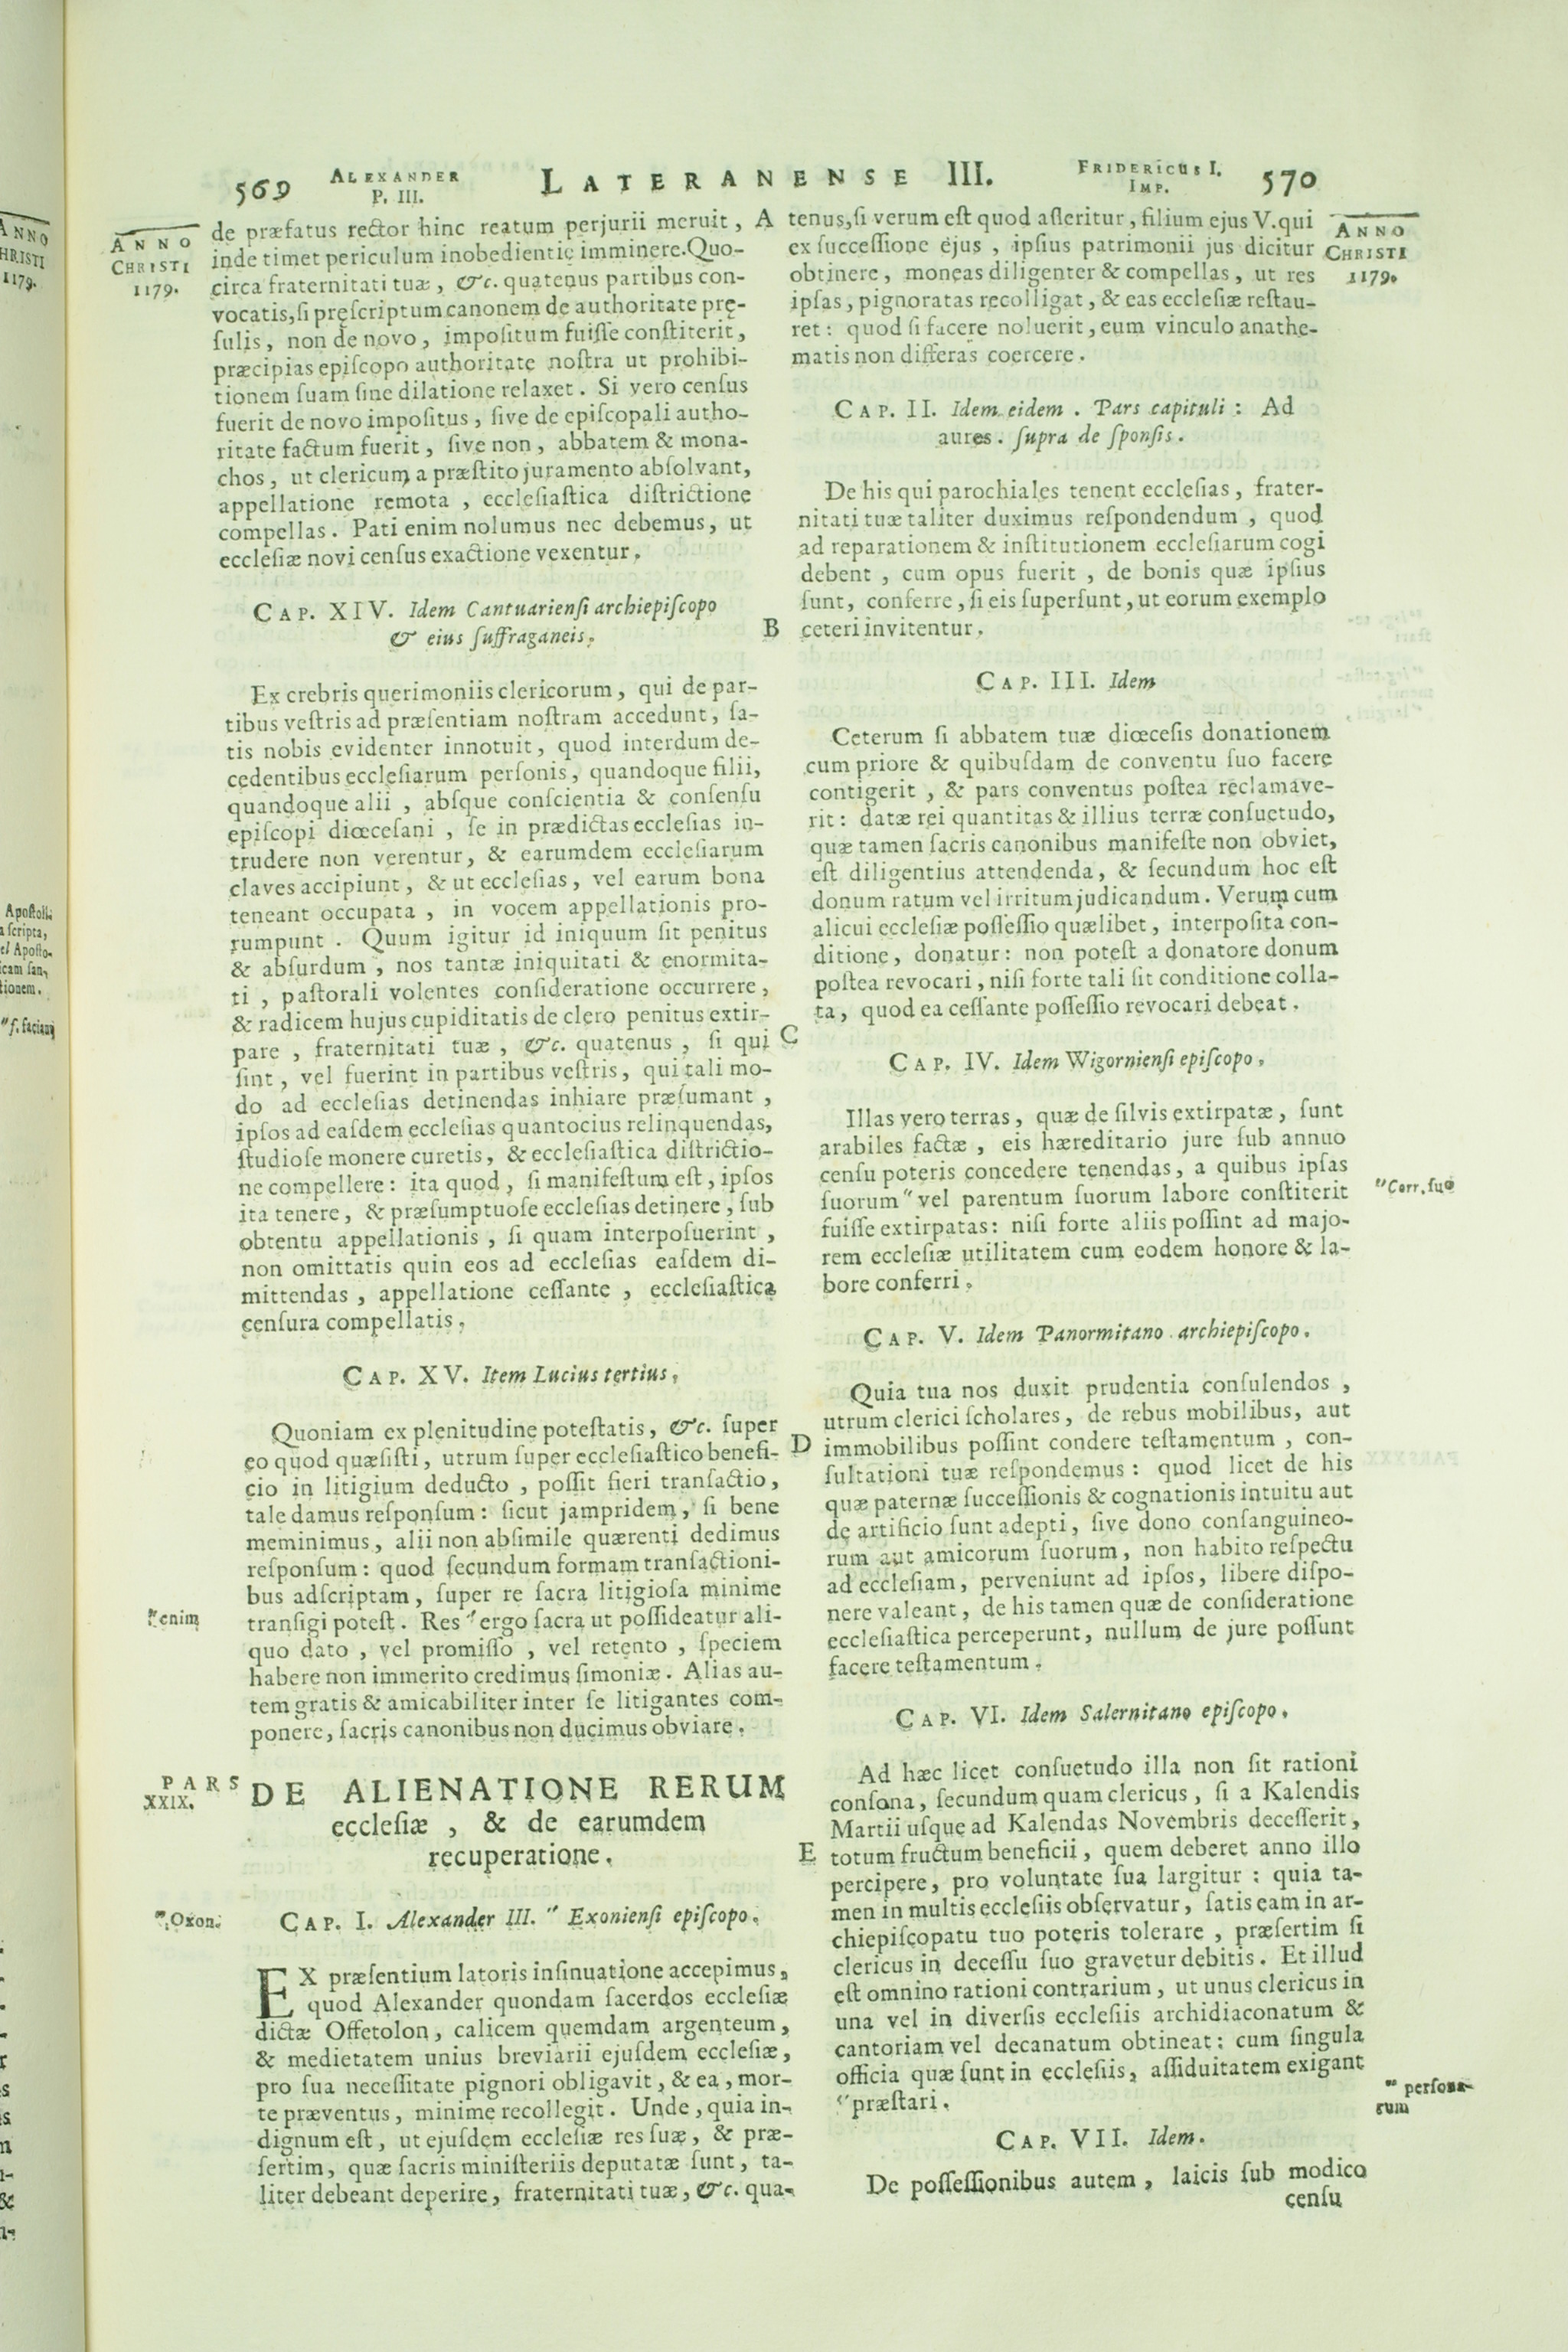 569 ALEXANDER P. III. LATERANENSE III. FRIDERICUS I. IMP. 570
ANNO
CHRISTI
1179.
de præfatus rector hinc reatum perjurii meruit,
inde timet periculum inobedientię imminere. Quo-
circa fraternitati tuæ, &c. quatenus partibus con-
vocatis, ſi pręſcriptum canonem de authoritate prę-
ſulis, non de novo, impoſitum fuiſſe conſtiterit,
præcipias epiſcopo authoritate noſtra ut prohibi-
tionem ſuam ſine dilatione relaxet. Si vero cenſus
fuerit de novo impoſitus, ſive de epiſcopali autho-
ritate factum fuerit, ſive non, abbatem & mona-
chos, ut clericum a præſtito juramento abſolvant,
appellatione remota, eccleſiaſtica diſtrictione
compellas. Pati enim nolumus nec debemus, ut
eccleſiæ novi cenſus exactione vexentur.
CAP. XIV. Idem Cantuarienſi archiepiſcopo
& eius ſuffraganeis.
Ex crebris querimoniis clericorum, qui de par-
tibus veſtris ad præſentiam noſtram accedunt, ſa-
tis nobis evidenter innotuit, quod interdum de-
cedentibus eccleſiarum perſonis, quandoque filii,
quandoque alii, abſque conſcientia & conſenſu
epiſcopi diœceſani, ſe in prædictas eccleſias in-
trudere non verentur, & earumdem eccleſiarum
claves accipiunt, & ut eccleſias, vel earum bona
teneant occupata, in vocem appellationis pro-
rumpunt. Quum igitur id iniquum ſit penitus
& abſurdum, nos tantæ iniquitati & enormita-
ti, paſtorali volentes conſideratione occurrere,
& radicem hujus cupiditatis de clero penitus extir-
pare, fraternitati tuæ, &c. quatenus, ſi qui
ſint, vel fuerint in partibus veſtris, qui tali mo-
do ad eccleſias detinendas inhiare præſumant,
ipſos ad eaſdem eccleſias quantocius relinquendas,
ſtudioſe monere curetis, & eccleſiaſtica diſtrictio-
ne compellere: ita quod, ſi manifeſtum eſt, ipſos
ita tenere, & præſumptuoſe eccleſias detinere, ſub
obtentu appellationis, ſi quam interpoſuerint,
non omittatis quin eos ad eccleſias eaſdem di-
mittendas, appellatione ceſſante, eccleſiaſtica
cenſura compellatis.
CAP. XV. Item Lucius tertius.
Quoniam ex plenitudine poteſtatis, &c. ſuper
eo quod quæſiſti, utrum ſuper eccleſiaſtico benefi-
cio in litigium deducto, poſſit fieri tranſactio,
tale damus reſponſum: ſicut jampridem, ſi bene
meminimus, alii non abſimile quærenti dedimus
reſponſum: quod ſecundum formam tranſactioni-
bus adſcriptam, ſuper re ſacra litigioſa minime
tranſigi poteſt. Res " ergo ſacra ut poſſideatur ali-
" enim
quo dato, vel promiſſo, vel retento, ſpeciem
habere non immerito credimus ſimoniæ. Alias au-
tem gratis & amicabiliter inter ſe litigantes com-
ponere, ſacris canonibus non ducimus obviare.
PARS
XXIX.
DE ALIENATIONE RERUM
eccleſiæ, & de earumdem
recuperatione.
CAP. I. Alexander III. " Exonienſi epiſcopo.
" Oxon.
EX præſentium latoris inſinuatione accepimus,
quod Alexander quondam ſacerdos eccleſiæ
dictæ Offetolon, calicem quemdam argenteum,
& medietatem unius breviarii ejuſdem eccleſiæ,
pro ſua neceſſitate pignori obligavit, & ea, mor-
te præventus, minime recollegit. Unde, quia in-
dignum eſt, ut ejuſdem eccleſiæ res ſuæ, & præ-
ſertim, quæ ſacris miniſteriis deputatæ ſunt, ta-
liter debeant deperire, fraternitati tuæ, &c. qua-
A
B
C
D
E
tenus, ſi verum eſt quod aſſeritur, filium ejus V. qui
ex ſucceſſione ejus, ipſius patrimonii jus dicitur
obtinere, moneas diligenter & compellas, ut res
ipſas, pignoratas recolligat, & eas eccleſiæ reſtau-
ret: quod ſi facere noluerit, eum vinculo anathe-
matis non differas coercere.
ANNO
CHRISTI
1179.
CAP. II. Idem eidem. Pars capituli: Ad
aures. ſupra de ſponſis.
De his qui parochiales tenent eccleſias, frater-
nitati tuæ taliter duximus reſpondendum, quod
ad reparationem & inſtitutionem eccleſiarum cogi
debent, cum opus fuerit, de bonis quæ ipſius
ſunt, conferre, ſi eis ſuperſunt, ut eorum exemplo
ceteri invitentur.
CAP. III. Idem
Ceterum ſi abbatem tuæ diœceſis donationem
cum priore & quibuſdam de conventu ſuo facere
contigerit, & pars conventus poſtea reclamave-
rit: datæ rei quantitas & illius terræ conſuetudo,
quæ tamen ſacris canonibus manifeſte non obviet,
eſt diligentius attendenda, & ſecundum hoc eſt
donum ratum vel irritum judicandum. Verum cum
alicui eccleſiæ poſſeſſio quælibet, interpoſita con-
ditione, donatur: non poteſt a donatore donum
poſtea revocari, niſi forte tali ſit conditione colla-
ta, quod ea ceſſante poſſeſſio revocari debeat.
CAP. IV. Idem Wigornienſi epiſcopo.
Illas vero terras, quæ de ſilvis extirpatæ, ſunt
arabiles factæ, eis hæreditario jure ſub annuo
cenſu poteris concedere tenendas, a quibus ipſas
ſuorum " vel parentum ſuorum labore conſtiterit
" Corr. ſuo
fuiſſe extirpatas: niſi forte aliis poſſint ad majo-
rem eccleſiæ utilitatem cum eodem honore & la-
bore conferri.
CAP. V. Idem Panormitano archiepiſcopo.
Quia tua nos duxit prudentia conſulendos,
utrum clerici ſcholares, de rebus mobilibus, aut
immobilibus poſſint condere teſtamentum, con-
ſultationi tuæ reſpondemus: quod licet de his
quæ paternæ ſucceſſionis & cognationis intuitu aut
de artificio ſunt adepti, ſive dono conſanguineo-
rum aut amicorum ſuorum, non habito reſpectu
ad eccleſiam, perveniunt ad ipſos, libere diſpo-
nere valeant, de his tamen quæ de conſideratione
eccleſiaſtica perceperunt, nullum de jure poſſunt
facere teſtamentum.
CAP. VI. Idem Salernitano epiſcopo.
Ad hæc licet conſuetudo illa non ſit rationi
conſona, ſecundum quam clericus, ſi a Kalendis
Martii uſque ad Kalendas Novembris deceſſerit,
totum fructum beneficii, quem deberet anno illo
percipere, pro voluntate ſua largitur: quia ta-
men in multis eccleſiis obſervatur, ſatis eam in ar-
chiepiſcopatu tuo poteris tolerare, præſertim ſi
clericus in deceſſu ſuo gravetur debitis. Et illud
eſt omnino rationi contrarium, ut unus clericus in
una vel in diverſis eccleſiis archidiaconatum &
cantoriam vel decanatum obtineat: cum ſingula
officia quæ ſunt in eccleſiis, aſſiduitatem exigant
" præſtari.
" perſona-
rum
CAP. VII. Idem.
De poſſeſſionibus autem, laicis ſub modico
cenſu